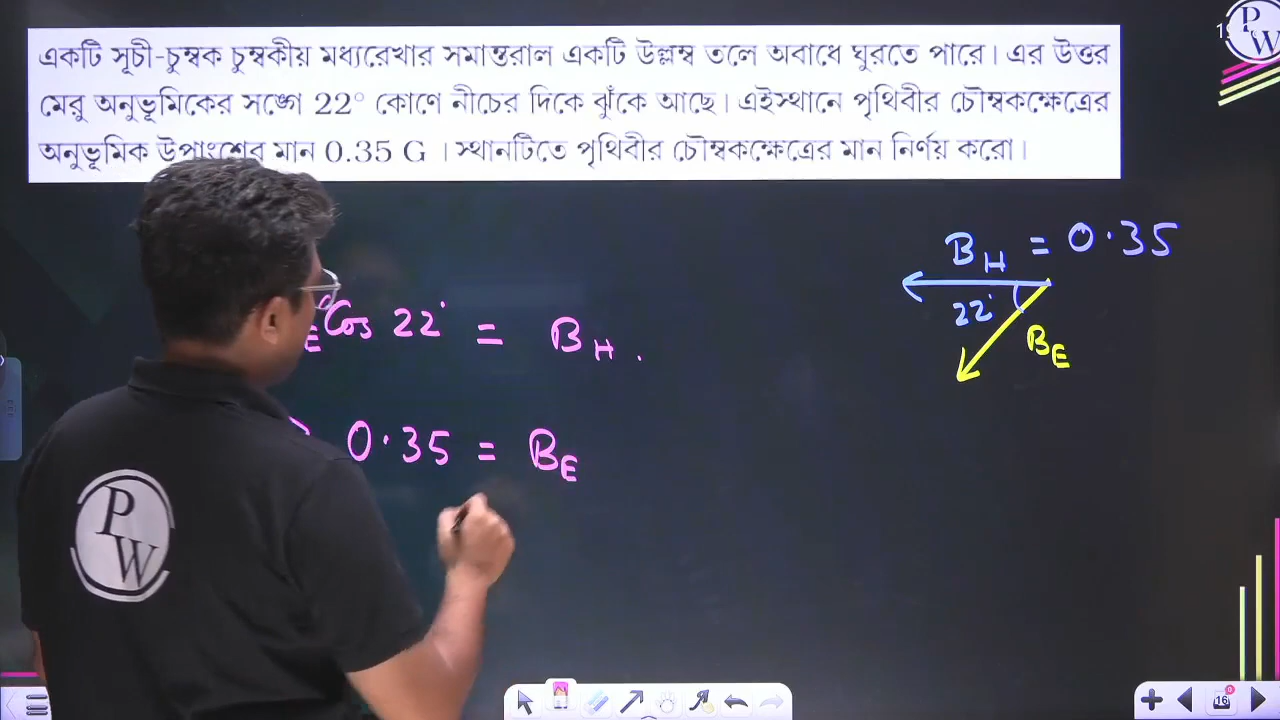 একটি সূচী-চুম্বক চুম্বকীয় মধ্যরেখার সমান্তরাল একটি উল্লম্ব তলে অবাধে ঘুরতে পারে। এর উত্তর
মেরু অনুভূমিকের সঙ্গে 22° কোণে নীচের দিকে ঝুঁকে আছে। এইস্থানে পৃথিবীর চৌম্বকক্ষেত্রের
অনুভূমিক উপাংশের মান 0.35 G । স্থানটিতে পৃথিবীর চৌম্বকক্ষেত্রের মান নির্ণয় করো।
B_H = 0.35
22°
B_E
E Cos 22° = B_H .
0.35 = B_E
P
W
P
W
16